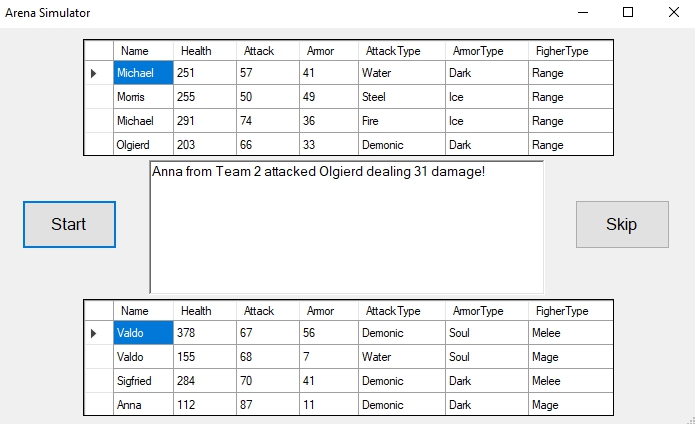 Arena Simulator
Name Health Attack Armor AttackType ArmorType FigherType
Michael 251 57 41 Water Dark Range
Morris 255 50 49 Steel Ice Range
Michael 291 74 36 Fire Ice Range
Olgierd 203 66 33 Demonic Dark Range
Anna from Team 2 attacked Olgierd dealing 31 damage!
Start
Skip
Name Health Attack Armor AttackType ArmorType FigherType
Valdo 378 67 56 Demonic Soul Melee
Valdo 155 68 7 Water Soul Mage
Sigfried 284 70 41 Demonic Dark Melee
Anna 112 87 11 Demonic Dark Mage